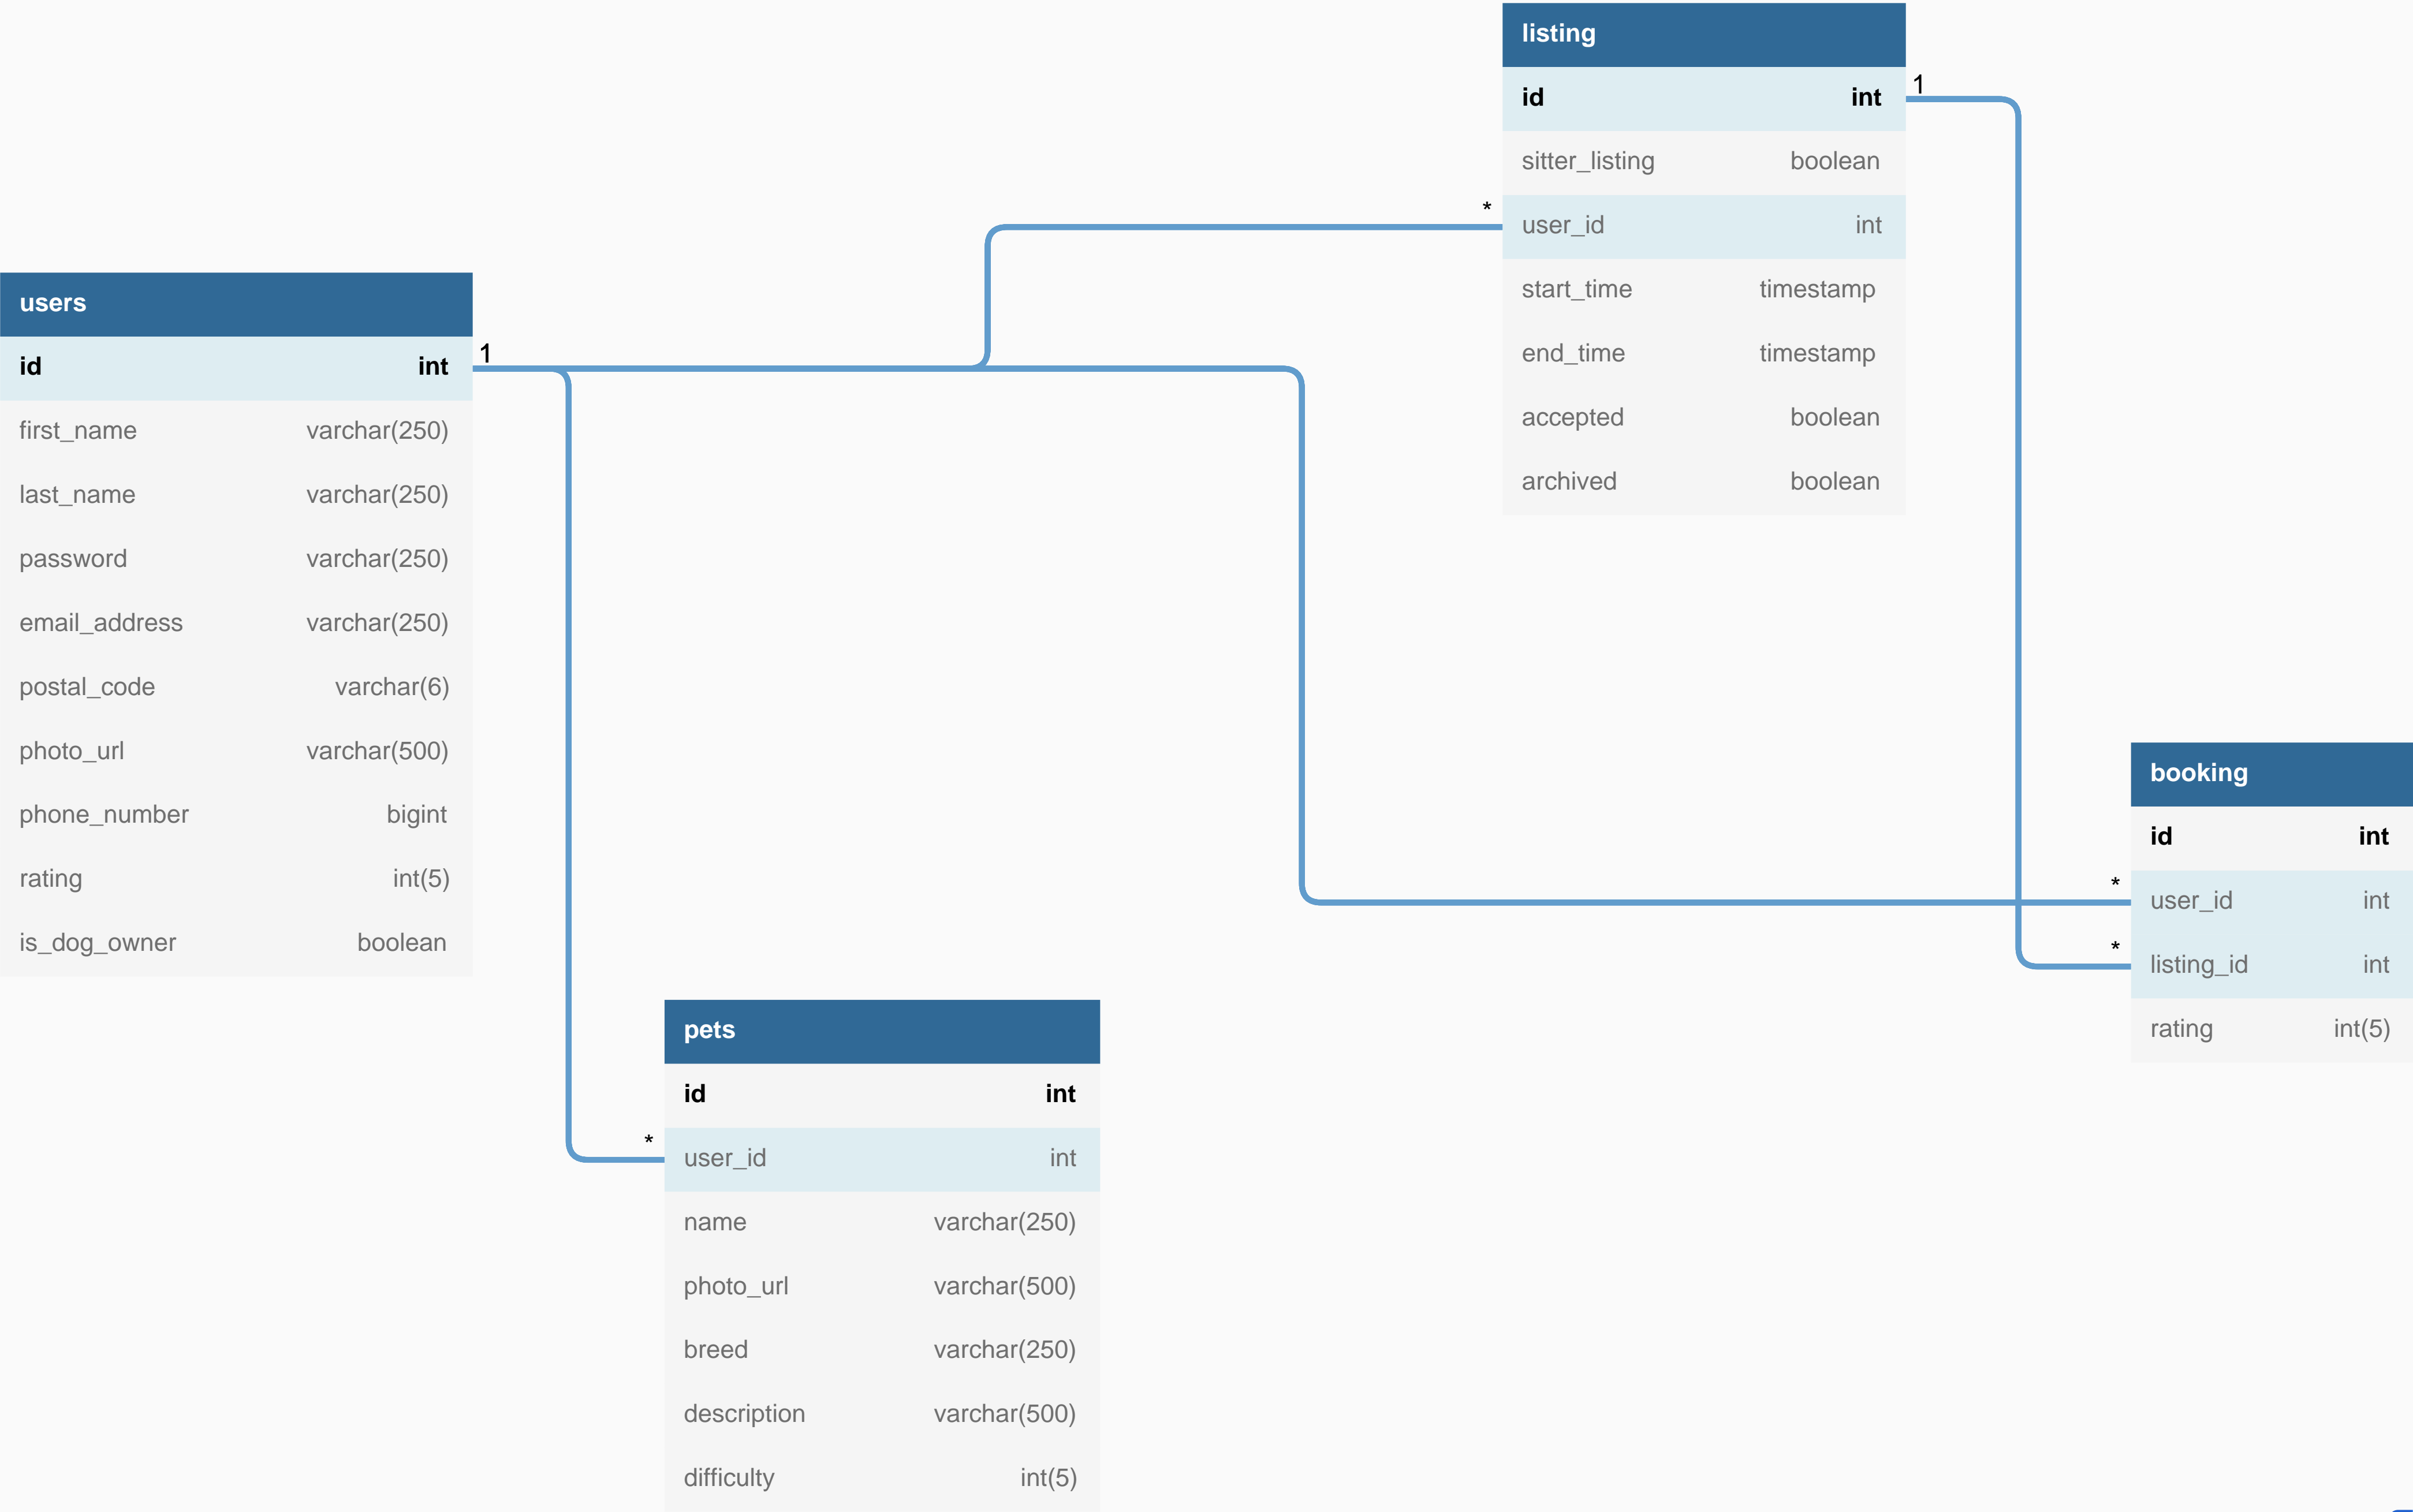 listing
id int
sitter_listing boolean
user_id int
start_time timestamp
end_time timestamp
accepted boolean
archived boolean
1
*
users
id int
first_name varchar(250)
last_name varchar(250)
password varchar(250)
email_address varchar(250)
postal_code varchar(6)
photo_url varchar(500)
phone_number bigint
rating int(5)
is_dog_owner boolean
1
booking
id int
user_id int
listing_id int
rating int(5)
*
*
pets
id int
user_id int
name varchar(250)
photo_url varchar(500)
breed varchar(250)
description varchar(500)
difficulty int(5)
*